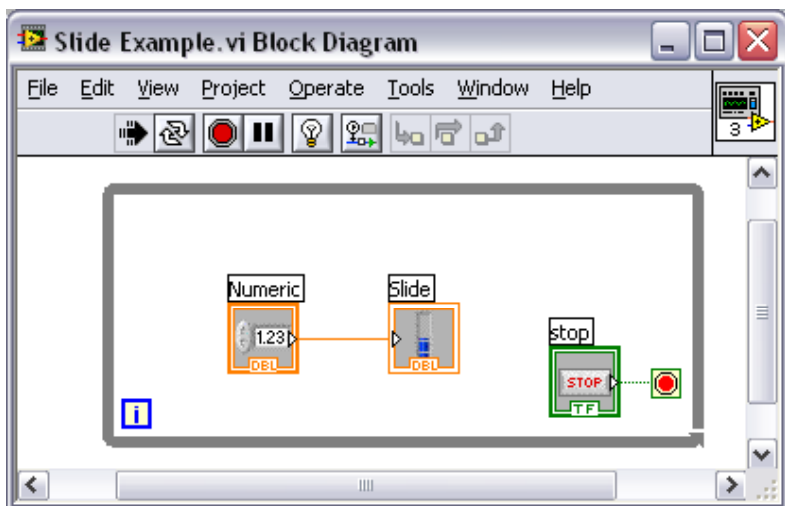 Slide Example.vi Block Diagram
File Edit View Project Operate Tools Window Help
3
Numeric
Slide
1.23
DBL
DBL
stop
STOP
TF
i